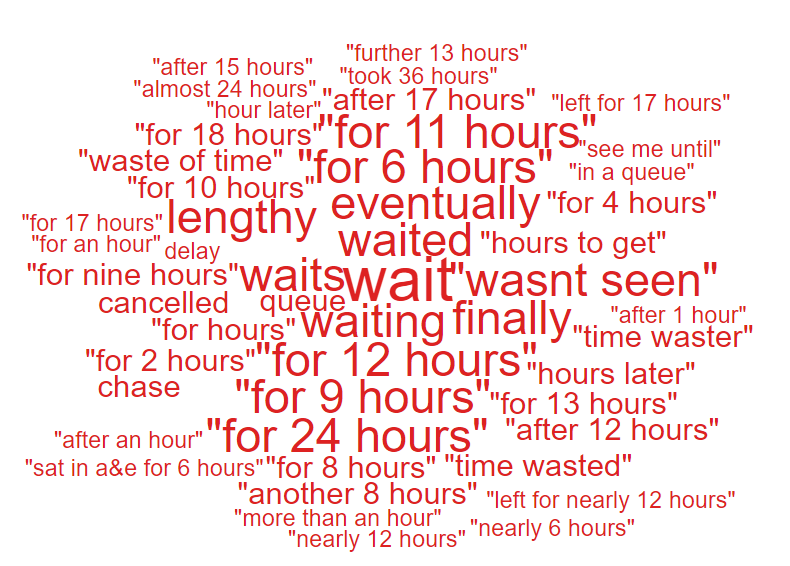 "further 13 hours"
"after 15 hours"
"took 36 hours"
"almost 24 hours"
"after 17 hours"
"left for 17 hours"
"hour later"
"for 18 hours"
"for 11 hours"
"see me until"
"waste of time"
"for 6 hours"
"in a queue"
"for 10 hours"
eventually
"for 4 hours"
lengthy
"for 17 hours"
waited
"hours to get"
"for an hour"
delay
"for nine hours"
waits
wait
"wasnt seen"
cancelled
queue
"for hours"
waiting
finally
"after 1 hour"
"time waster"
"for 2 hours"
"for 12 hours"
"hours later"
chase
"for 9 hours"
"for 13 hours"
"after an hour"
"for 24 hours"
"after 12 hours"
"sat in a&e for 6 hours"
"for 8 hours"
"time wasted"
"another 8 hours"
"left for nearly 12 hours"
"more than an hour"
"nearly 12 hours"
"nearly 6 hours"